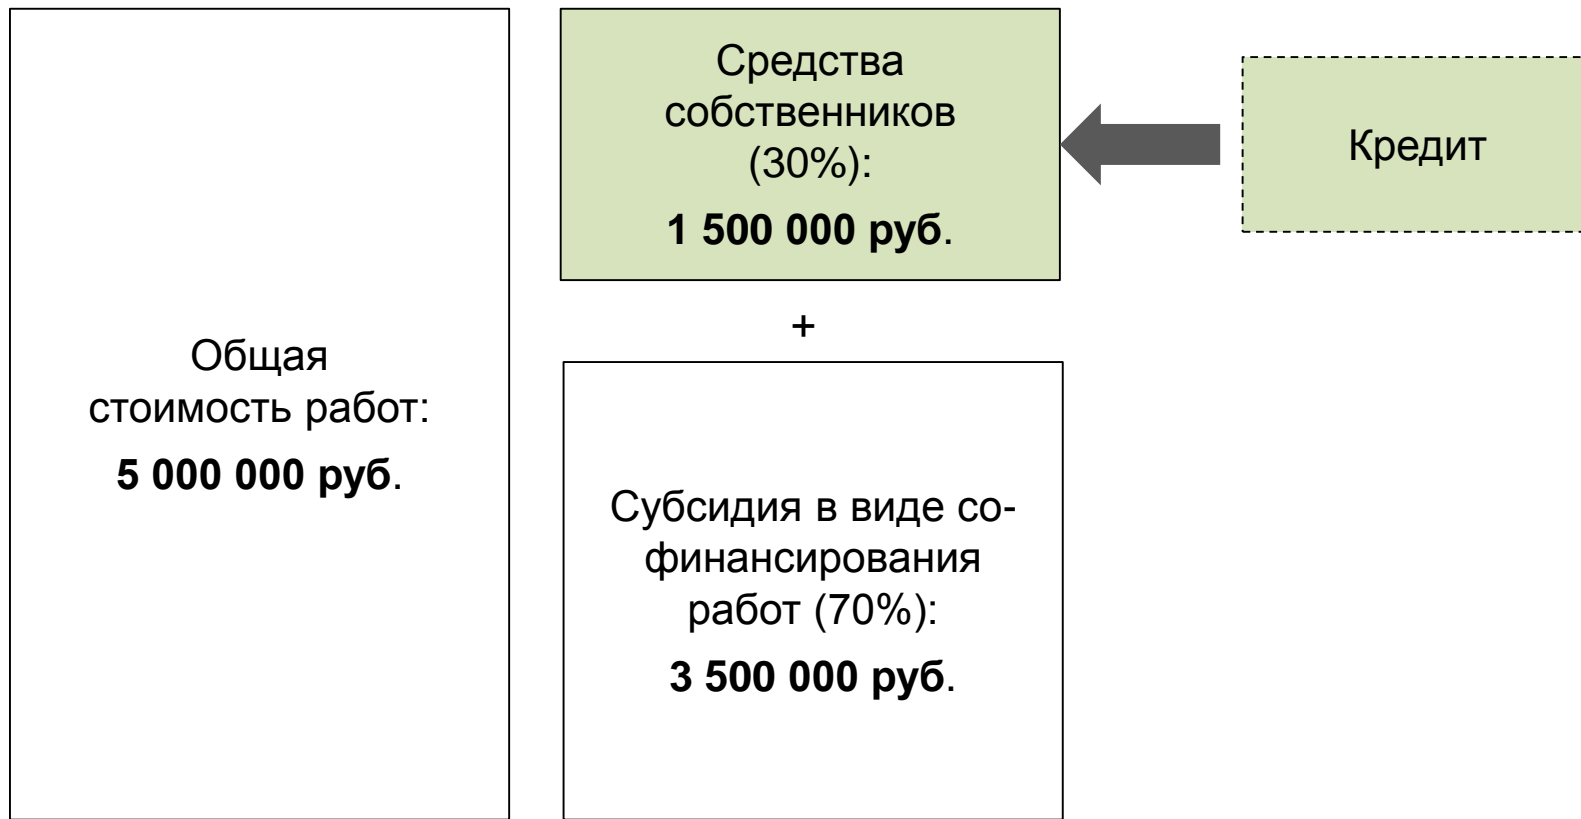 Общая
стоимость работ:
5 000 000 руб.
Средства
собственников
(30%):
1 500 000 руб.
+
Субсидия в виде со-
финансирования
работ (70%):
3 500 000 руб.
Кредит